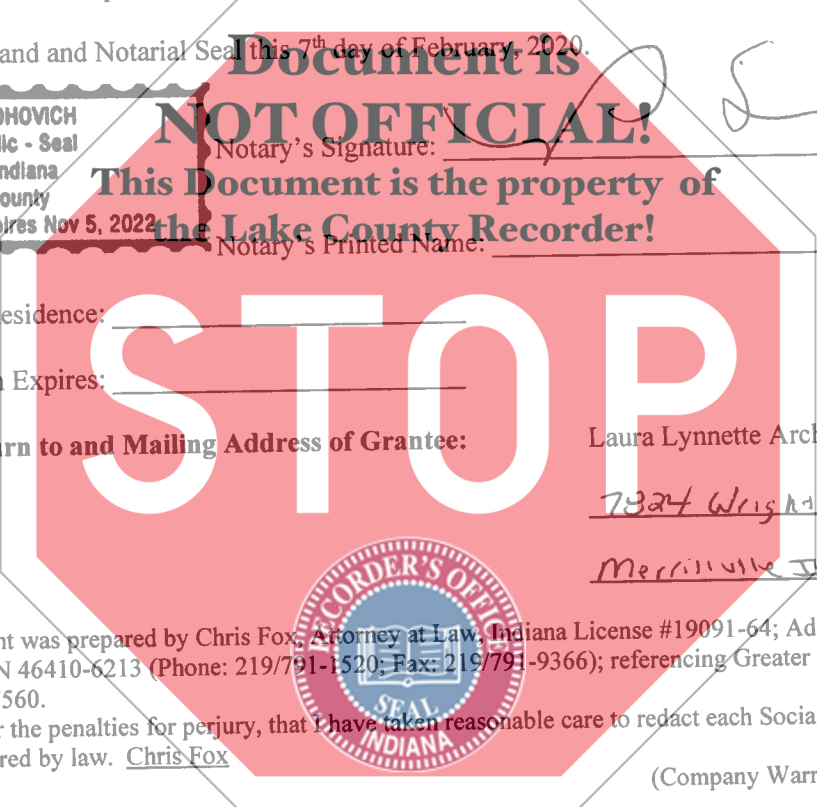 and and Notarial Seal this 7th day of February, 2020.
Document is
NOT OFFICIAL!
This Document is the property of
the Lake County Recorder!
OHOVICH
lic - Seal
ndiana
ounty
pires Nov 5, 2022
Notary's Signature:
Notary's Printed Name:
esidence:
n Expires:
STOP
urn to and Mailing Address of Grantee: Laura Lynnette Arch
7324 Wright
Merrillville I
RECORDER'S OFFICE
SEAL
INDIANA
nt was prepared by Chris Fox, Attorney at Law, Indiana License #19091-64; Ad
N 46410-6213 (Phone: 219/791-1520; Fax: 219/791-9366); referencing Greater
7560.
r the penalties for perjury, that I have taken reasonable care to redact each Socia
red by law. Chris Fox
(Company Warr